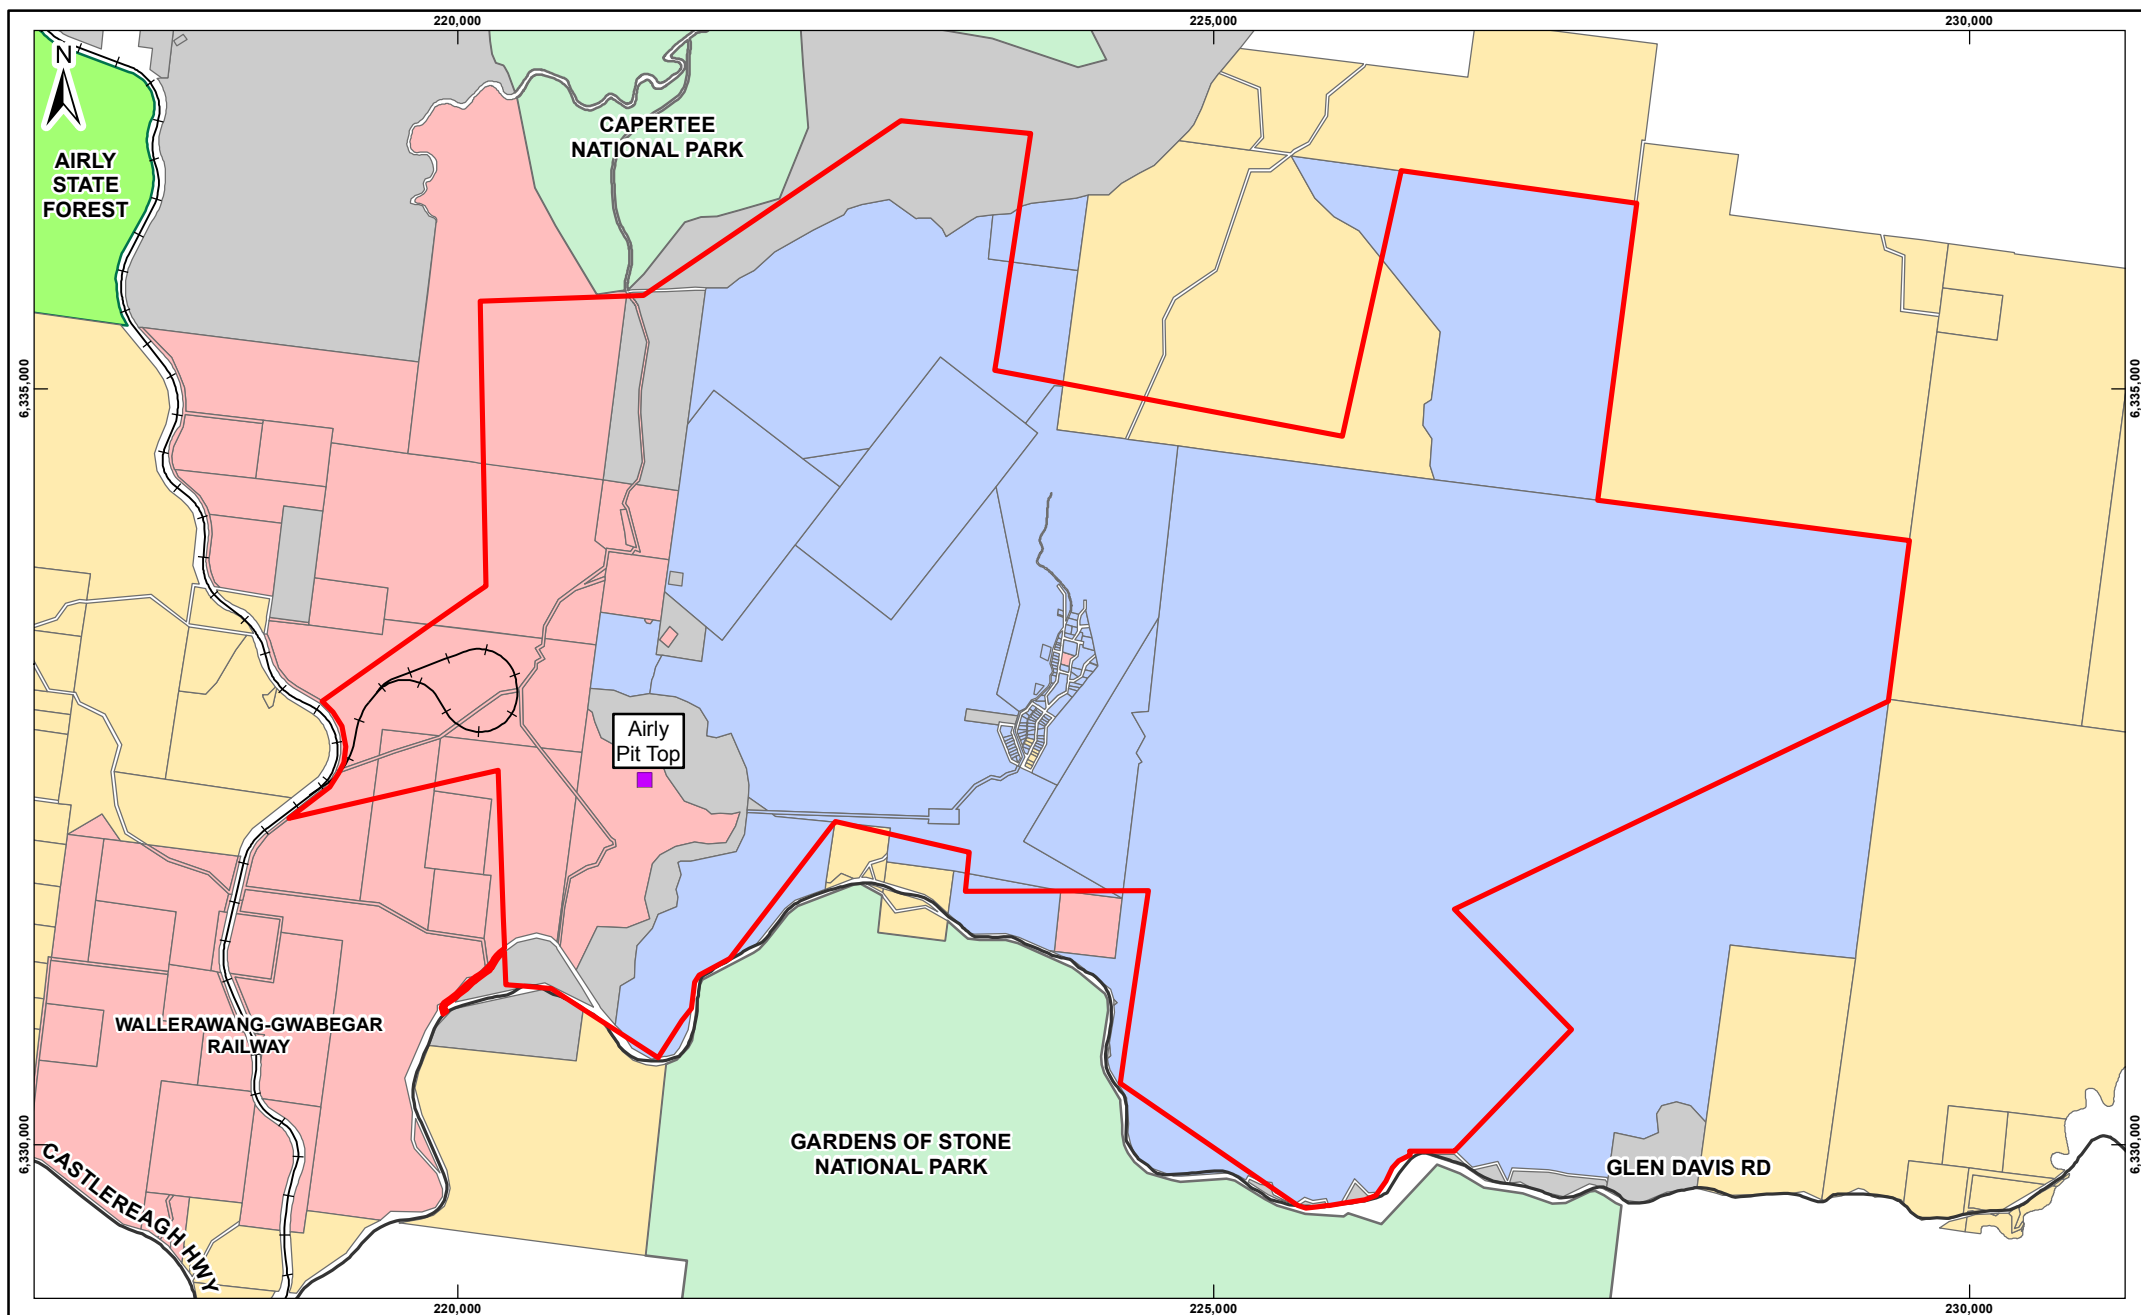 220,000
225,000
230,000
N
CAPERTEE
NATIONAL PARK
AIRLY
STATE
FOREST
6,335,000
6,335,000
Airly
Pit Top
WALLERAWANG-GWABEGAR
RAILWAY
GARDENS OF STONE
NATIONAL PARK
GLEN DAVIS RD
6,330,000
6,330,000
CASTLEREAGH HWY
220,000
225,000
230,000